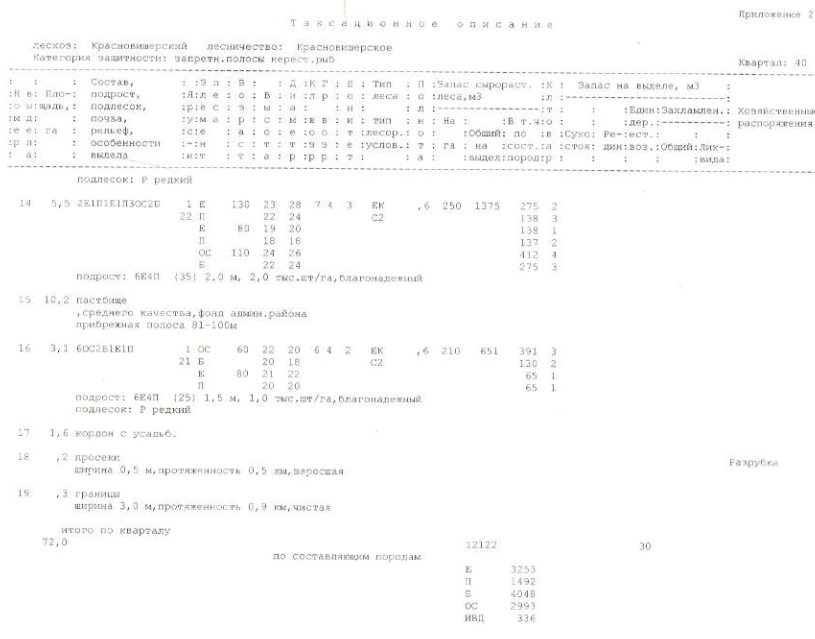 Приложение 2
Таксационное описание
лесхоз: Красновишерский лесничество: Красновишерское
Категория защитности: запретн.полосы нерест.рыб Квартал: 40
: : : Состав, : :Э л : В : : Д :К Г : Б : Тип : П :Запас сырораст. :К : Запас на выделе, м3 :
:Н в: Пло-: подрост, :Я:л е : о : В : и :л р : о : леса : о :леса,м3 :л :
:о ы:щадь,: подлесок, :р:е с : з : ы : а : : н : : л : :т : : :Един:Захламлен.: Хозяйственные
:м д: : почва, :у:м а : р : с : м :в в : и : тип : н : На : :В т.ч:о : : :дер.: распоряжения
:е е: га : рельеф, :с:е : а : о : е :о о : т :лесор.: о : :Общий: по :в :Сухо: Ре-:ест.: : :
:р л: : особенности :-:н : с : т : т :з з : е :услов.: т : га : на :сост.:а :стоя: дин:воз.:Общий:Лик-:
: а: : выдела :н:т : т : а : р :р р : т : : а : :выдел:пород:р : : : : :вида:
подлесок: Р редкий
14 5,5 2Е1П1Е1П3ОС2Б 1 Е 130 23 28 7 4 3 ЕК ,6 250 1375 275 2
22 П 22 24 С2 138 3
Е 80 19 20 138 1
П 18 18 137 2
ОС 110 24 26 412 4
Б 22 24 275 3
подрост: 6Е4П (35) 2,0 м, 2,0 тыс.шт/га,благонадежный
15 10,2 пастбище
,среднего качества,фонд админ.района
прибрежная полоса 81-100м
16 3,1 6ОС2Б1Е1П 1 ОС 60 22 20 6 4 2 ЕК ,6 210 651 391 3
21 Б 20 18 С2 130 2
Е 80 21 22 65 1
П 20 20 65 1
подрост: 6Е4П (25) 1,5 м, 1,0 тыс.шт/га,благонадежный
подлесок: Р редкий
17 1,6 кордон с усадьб.
18 ,2 просеки Разрубка
ширина 0,5 м,протяженность 0,5 км,заросшая
19 ,3 границы
ширина 3,0 м,протяженность 0,9 км,чистая
итого по кварталу
72,0 12122 30
по составляющим породам
Е 3253
П 1492
Б 4048
ОС 2993
ИВД 336